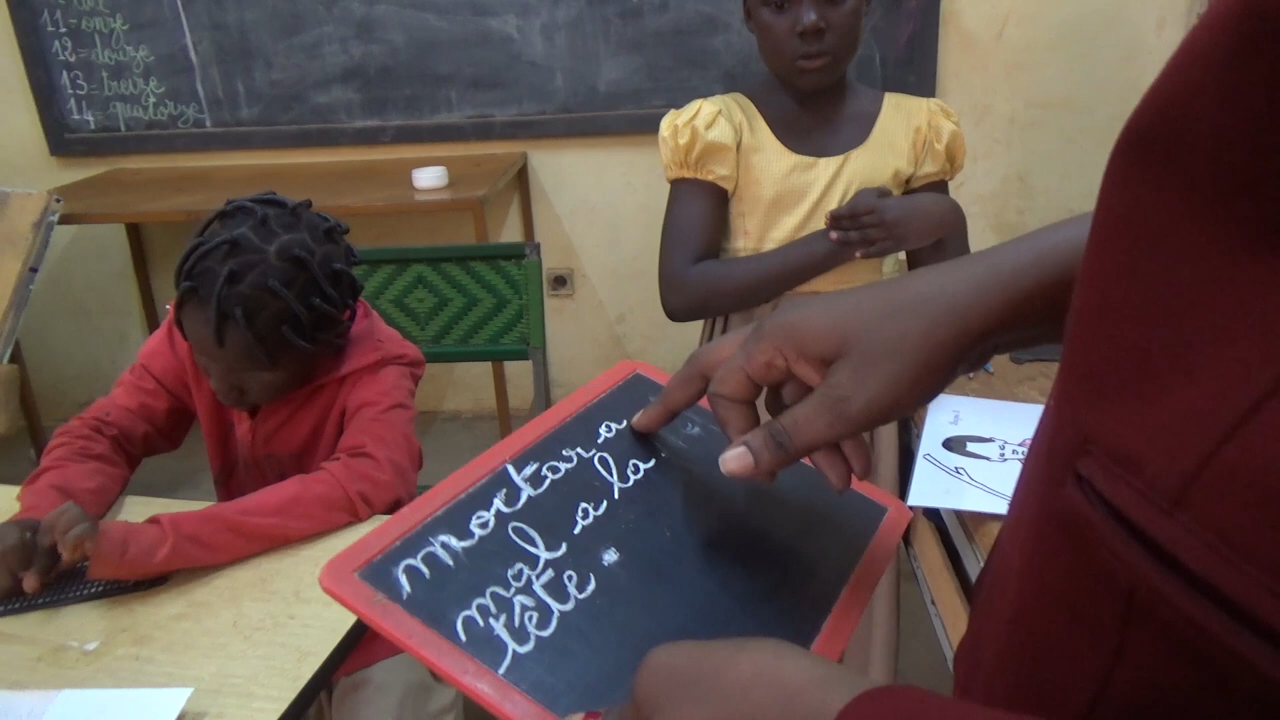 11-onze
12=douze
13=treize
14=quatorze
moctar a
mal a la
tête.